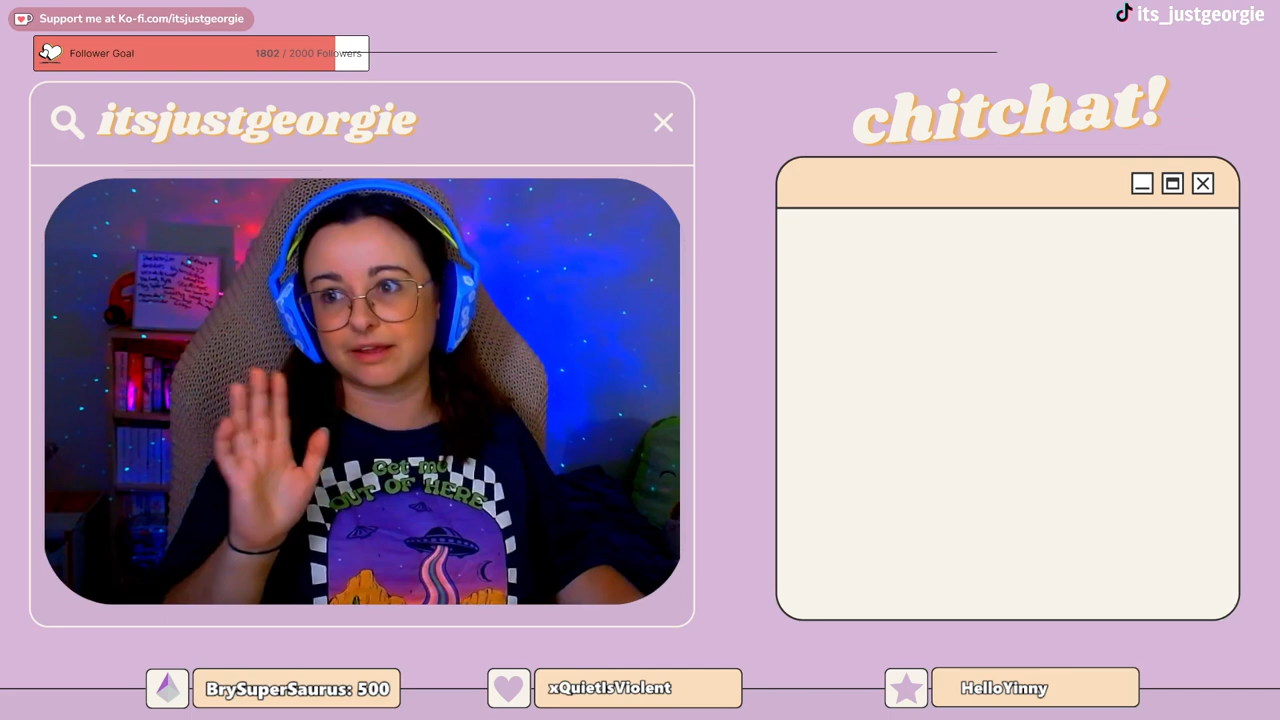 Support me at Ko-fi.com/itsjustgeorgie
its_justgeorgie
Follower Goal
1802 / 2000 Followers
itsjustgeorgie
chitchat!
Get me
OUT OF HERE
BrySuperSaurus: 500
xQuietIsViolent
HelloVinny